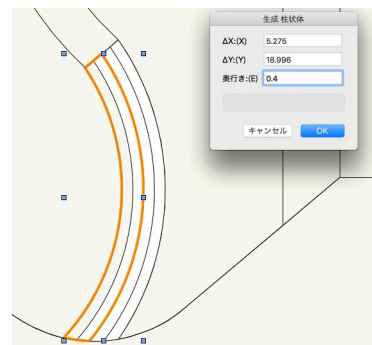 生成 柱状体
ΔX:(X) 5.275
ΔY:(Y) 18.996
奥行き:(E) 0.4
キャンセル OK